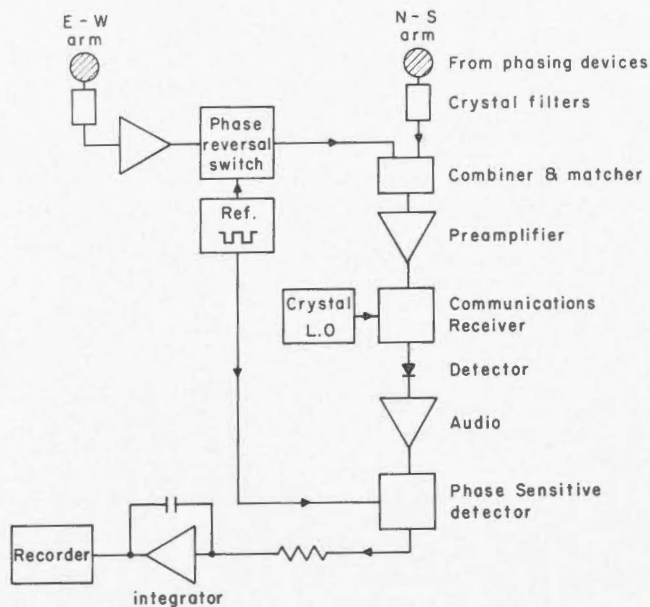 E-W
arm
N-S
arm
From phasing devices
Crystal filters
Phase
reversal
switch
Combiner & matcher
Ref.
Preamplifier
Crystal
L.O
Communications
Receiver
Detector
Audio
Phase Sensitive
detector
Recorder
integrator